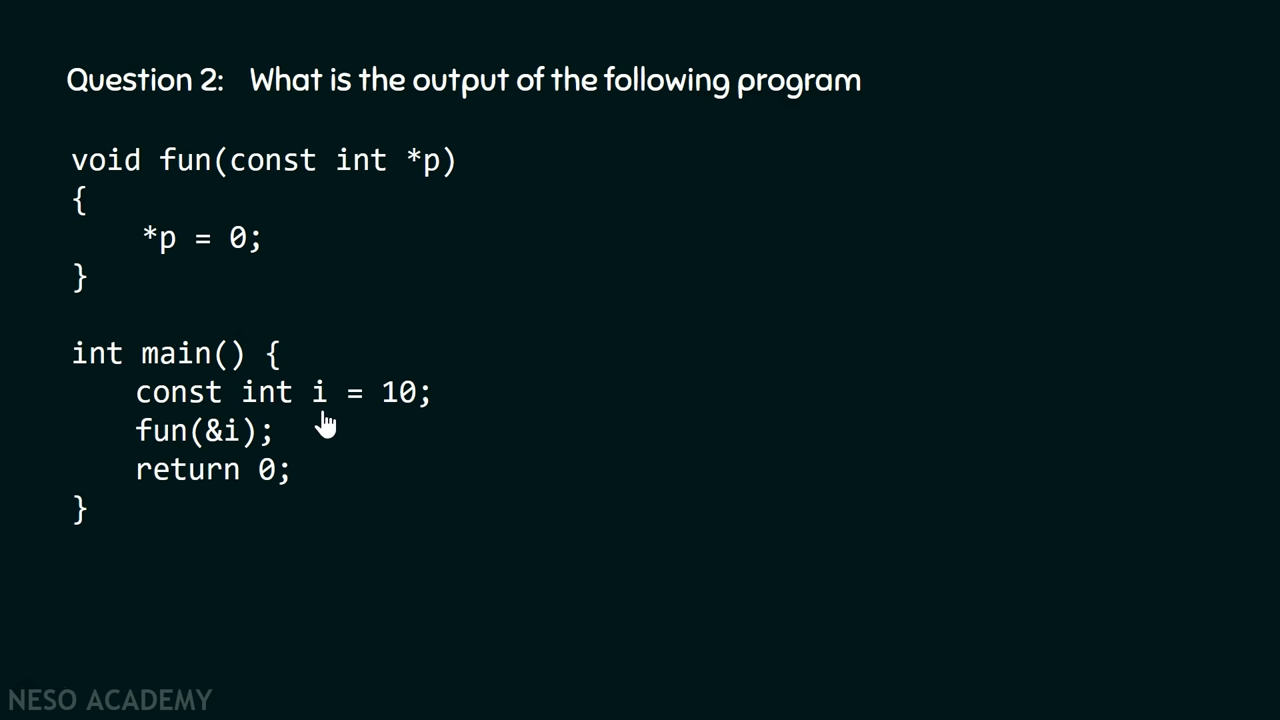 Question 2: What is the output of the following program
void fun(const int *p)
{
*p = 0;
}
int main() {
const int i = 10;
fun(&i);
return 0;
}
NESO ACADEMY